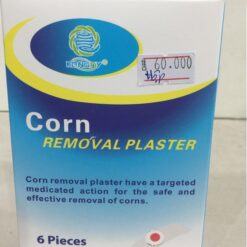 60.000
Corn
REMOVAL PLASTER
Corn removal plaster have a targeted
medicated action for the safe and
effective removal of corns.
6 Pieces